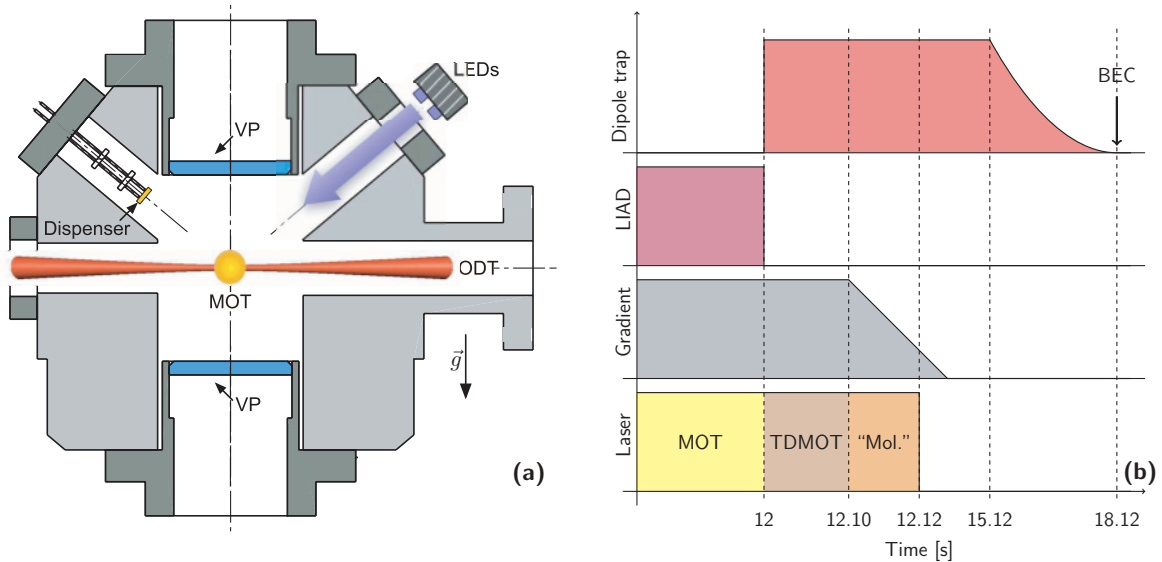 LEDs
VP
Dispenser
ODT
MOT
g
VP
(a)
Dipole trap
BEC
LIAD
Gradient
Laser
MOT
TDMOT
“Mol.”
(b)
12
12.10
12.12
15.12
18.12
Time [s]